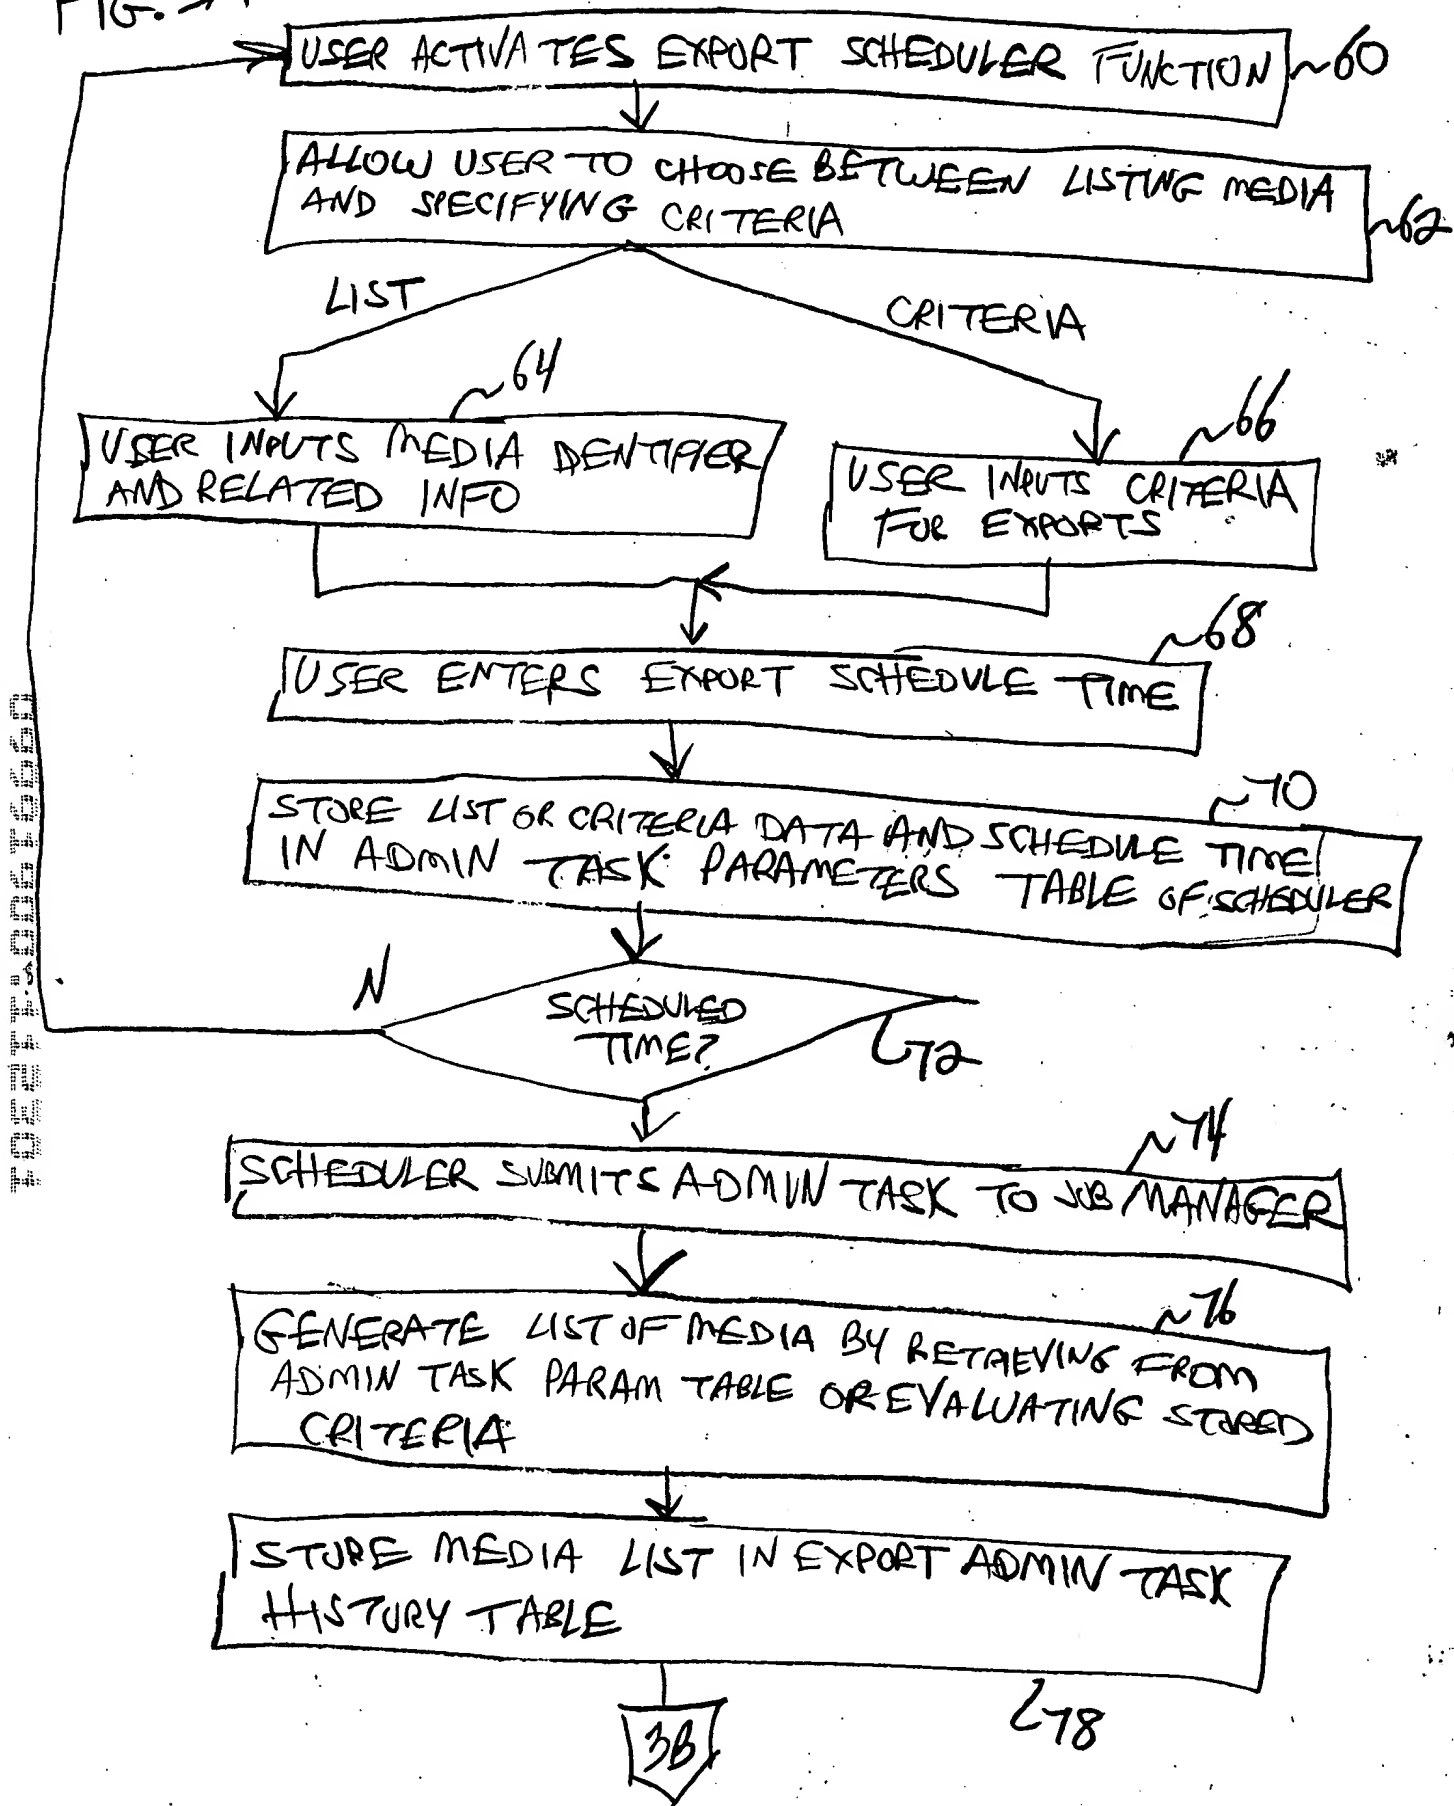 FIG.
USER ACTIVATES EXPORT SCHEDULER FUNCTION
60
ALLOW USER TO CHOOSE BETWEEN LISTING MEDIA
AND SPECIFYING CRITERIA
62
LIST
CRITERIA
64
66
USER INPUTS MEDIA IDENTIFIER
AND RELATED INFO
USER INPUTS CRITERIA
FOR EXPORTS
68
USER ENTERS EXPORT SCHEDULE TIME
70
STORE LIST OR CRITERIA DATA AND SCHEDULE TIME
IN ADMIN TASK PARAMETERS TABLE OF SCHEDULER
N
SCHEDULED
TIME?
72
74
SCHEDULER SUBMITS ADMIN TASK TO JOB MANAGER
76
GENERATE LIST OF MEDIA BY RETRIEVING FROM
ADMIN TASK PARAM TABLE OR EVALUATING STORED
CRITERIA
STORE MEDIA LIST IN EXPORT ADMIN TASK
HISTORY TABLE
78
3B